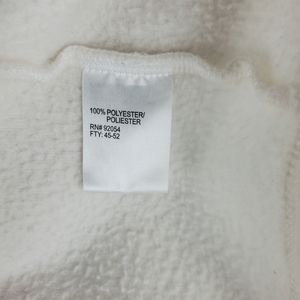 100% POLYESTER/
POLIESTER
RN# 92054
FTY: 45-52